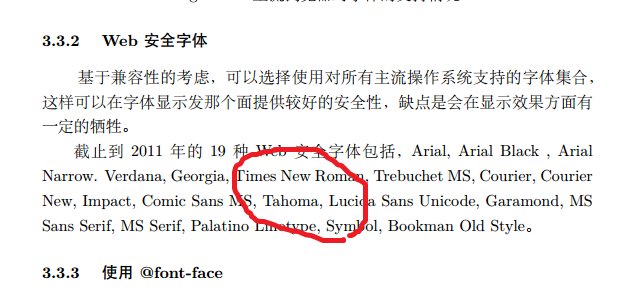 3.3.2 Web 安全字体
基于兼容性的考虑，可以选择使用对所有主流操作系统支持的字体集合，
这样可以在字体显示发那个面提供较好的安全性，缺点是会在显示效果方面有
一定的牺牲。
截止到 2011 年的 19 种 Web 安全字体包括，Arial, Arial Black , Arial
Narrow. Verdana, Georgia, Times New Roman, Trebuchet MS, Courier, Courier
New, Impact, Comic Sans MS, Tahoma, Lucida Sans Unicode, Garamond, MS
Sans Serif, MS Serif, Palatino Linotype, Symbol, Bookman Old Style。
3.3.3 使用 @font-face